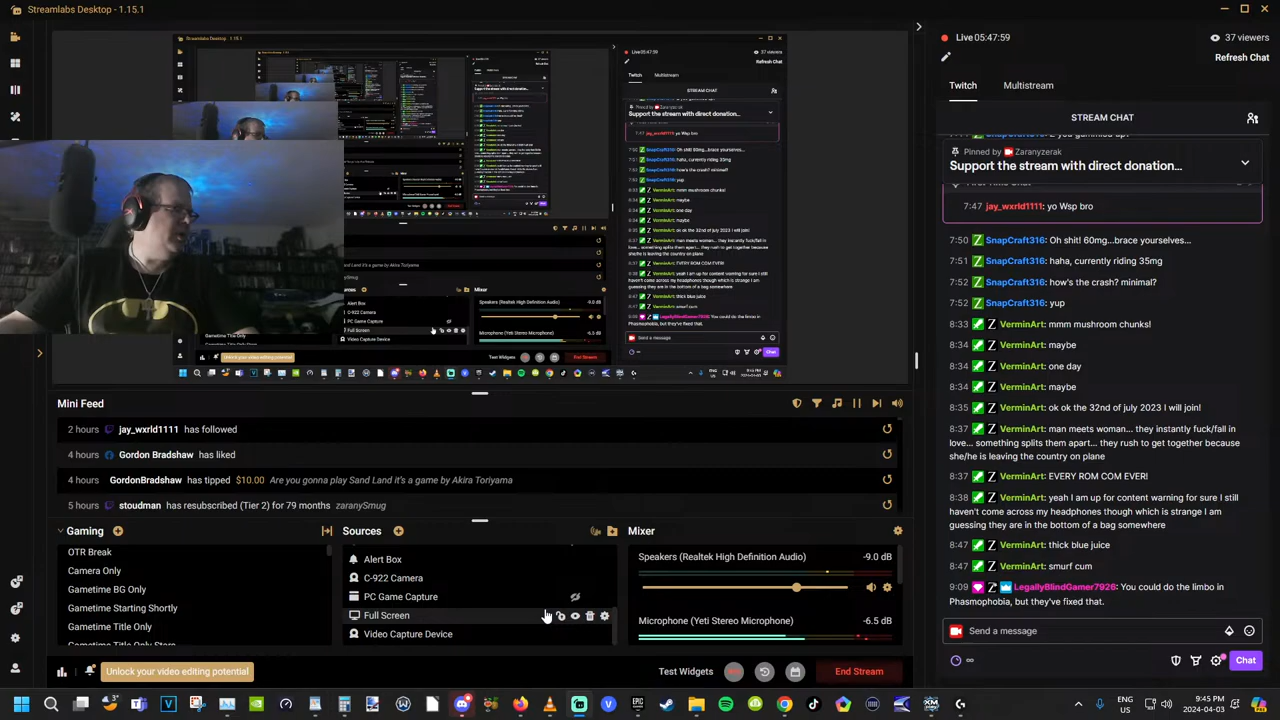 Streamlabs Desktop - 1.15.1
Live 05:47:59
37 viewers
Refresh Chat
Twitch
Multistream
STREAM CHAT
Pinned by Zaranyzerak
Support the stream with direct donation...
7:47 jay_wxrld1111: yo Wsp bro
7:51 SnapCraft316: haha, currently riding 35mg
7:52 SnapCraft316: how's the crash? minimal?
7:52 SnapCraft316: yup
8:33 VerminArt: mmm mushroom chunks!
8:34 VerminArt: maybe
8:34 VerminArt: one day
8:34 VerminArt: maybe
8:35 VerminArt: ok ok the 32nd of july 2023 I will join!
8:37 VerminArt: man meets woman... they instantly fuck/fall in
love... something splits them apart... they rush to get together because
she/he is leaving the country on plane
8:37 VerminArt: EVERY ROM COM EVER!
8:38 VerminArt: yeah I am up for content warning for sure I still
haven't come across my headphones though which is strange I am
guessing they are in the bottom of a bag somewhere
8:47 VerminArt: thick blue juice
8:47 VerminArt: smurf cum
9:09 LegallyBlindGamer7926: You could do the limbo in
Phasmophobia, but they've fixed that.
Send a message
Chat
Mini Feed
2 hours jay_wxrld1111 has followed
4 hours Gordon Bradshaw has liked
4 hours GordonBradshaw has tipped $10.00 Are you gonna play Sand Land it's a game by Akira Toriyama
5 hours stoudman has resubscribed (Tier 2) for 79 months zaranySmug
Gaming
OTR Break
Camera Only
Gametime BG Only
Gametime Starting Shortly
Gametime Title Only
Gametime Title Only Stars
Sources
Alert Box
C-922 Camera
PC Game Capture
Full Screen
Video Capture Device
Mixer
Speakers (Realtek High Definition Audio) -9.0 dB
Microphone (Yeti Stereo Microphone) -6.5 dB
Unlock your video editing potential
Test Widgets
End Stream
ENG
US
9:45 PM
2024-04-03